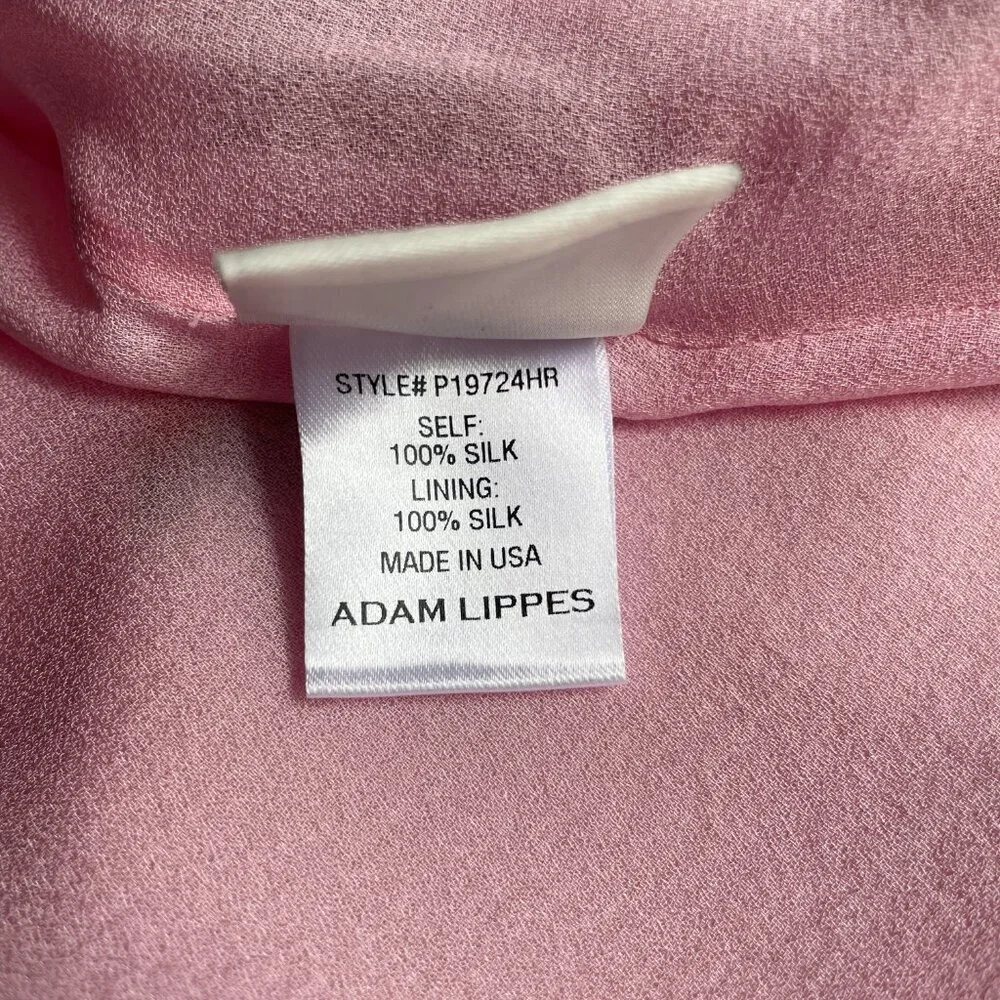 STYLE# P19724HR
SELF:
100% SILK
LINING:
100% SILK
MADE IN USA
ADAM LIPPES